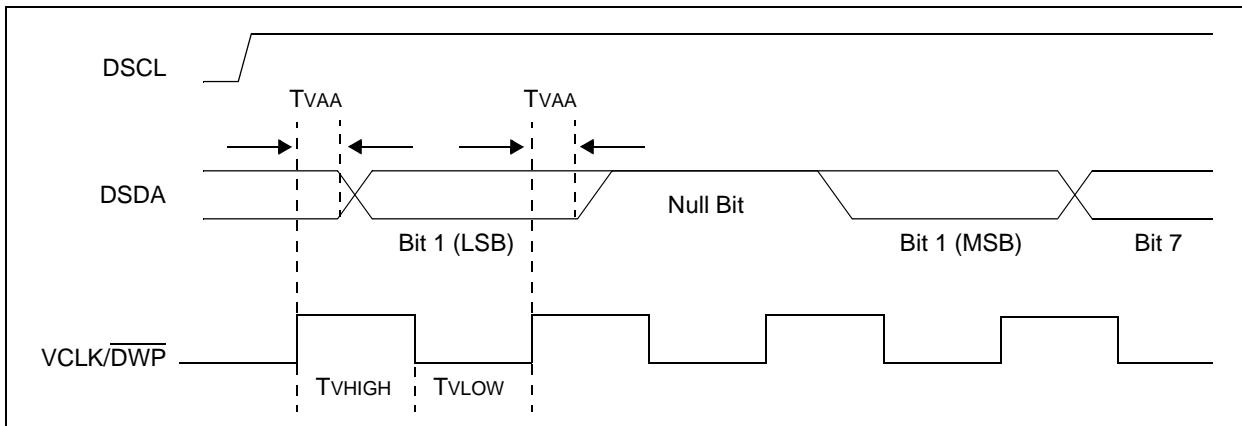 DSCL
TVAA TVAA
DSDA
Null Bit
Bit 1 (LSB) Bit 1 (MSB) Bit 7
VCLK/DWP
TVHIGH TVLOW